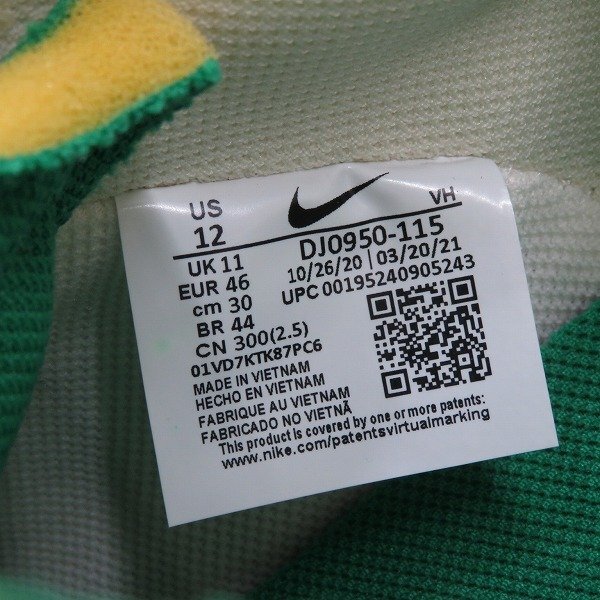 US
VH
12
DJ0950-115
UK 11
10/26/20 | 03/20/21
EUR 46
UPC 00195240905243
cm 30
BR 44
CN 300(2.5)
01VD7KTK87PC6
MADE IN VIETNAM
HECHO EN VIETNAM
FABRIQUE AU VIETNAM
FABRICADO NO VIETNÃ
This product is covered by one or more patents:
www.nike.com/patentsvirtualmarking